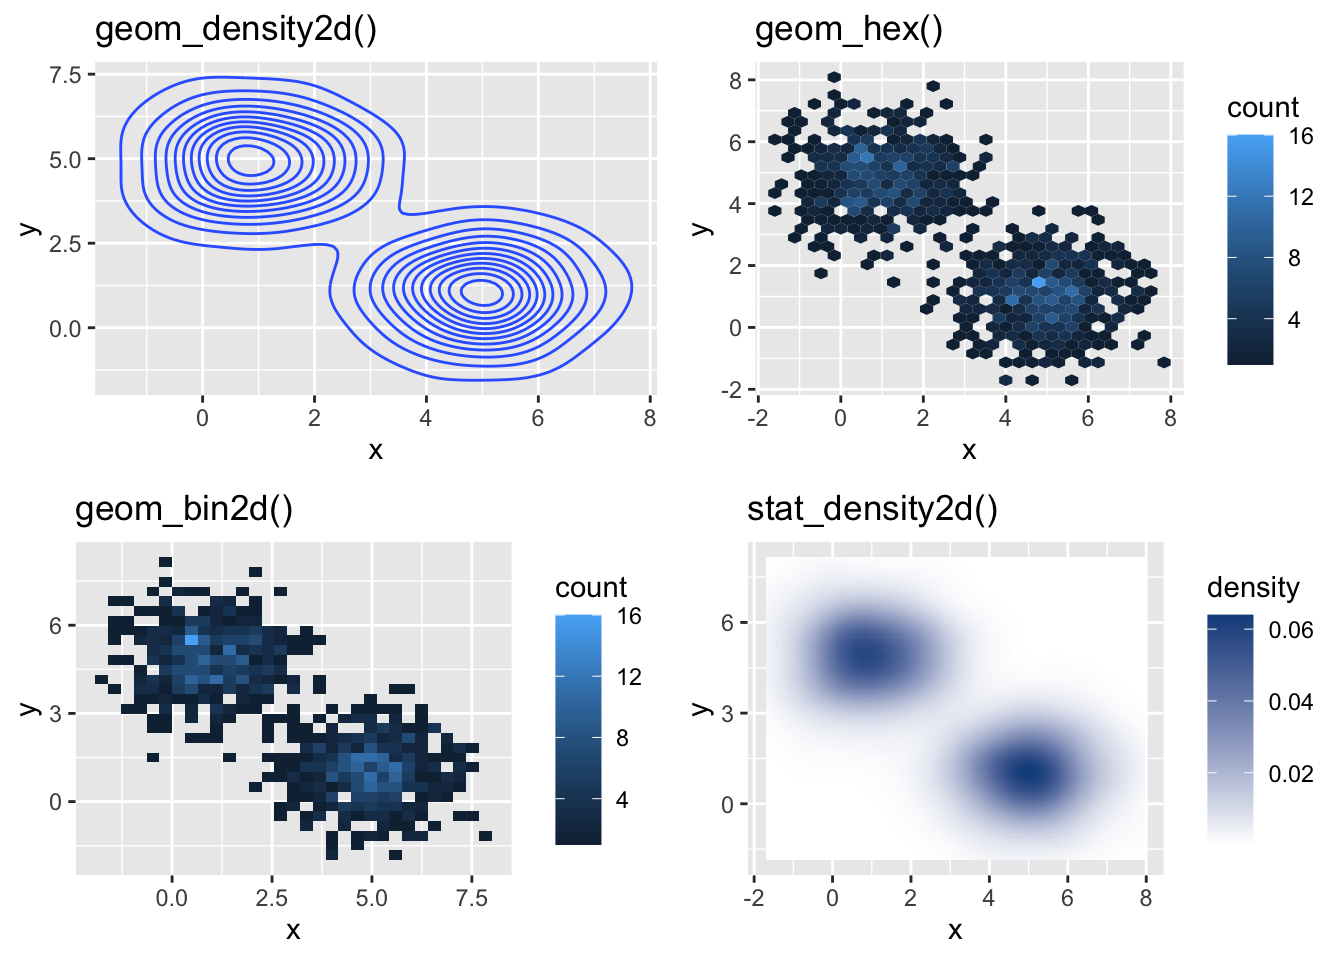 geom_density2d()
7.5
5.0
2.5
0.0
y
0 2 4 6 8
x
geom_hex()
8
6
4
2
0
-2
y
-2 0 2 4 6 8
x
count
16
12
8
4
geom_bin2d()
6
3
0
y
0.0 2.5 5.0 7.5
x
count
16
12
8
4
stat_density2d()
6
3
0
y
-2 0 2 4 6 8
x
density
0.06
0.04
0.02